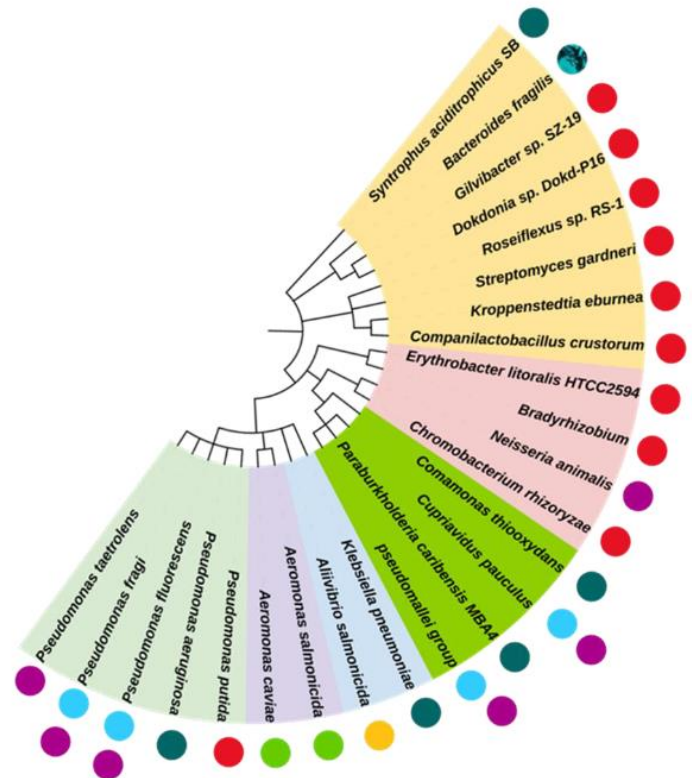 Syntrophus aciditrophicus SB
Bacteroides fragilis
Gilvibacter sp. SZ-19
Dokdonia sp. Dokd-P16
Roseiflexus sp. RS-1
Streptomyces gardneri
Kroppenstedtia eburnea
Companilactobacillus crustorum
Erythrobacter litoralis HTCC2594
Bradyrhizobium
Neisseria animalis
Chromobacterium rhizoryzae
Comamonas thiooxydans
Cupriavidus pauculus
Paraburkholderia caribensis MBA4
pseudomallei group
Klebsiella pneumoniae
Aliivibrio salmonicida
Aeromonas salmonicida
Aeromonas caviae
Pseudomonas putida
Pseudomonas aeruginosa
Pseudomonas fluorescens
Pseudomonas fragi
Pseudomonas taetrolens